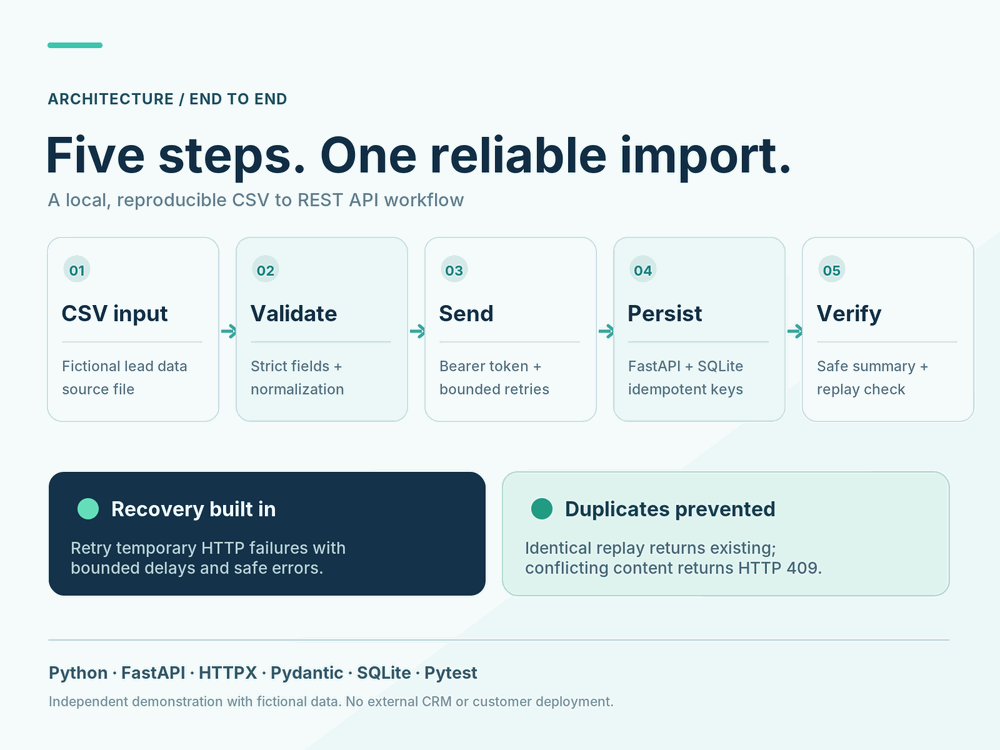 ARCHITECTURE / END TO END
Five steps. One reliable import.
A local, reproducible CSV to REST API workflow
01
CSV input
Fictional lead data
source file
02
Validate
Strict fields +
normalization
03
Send
Bearer token +
bounded retries
04
Persist
FastAPI + SQLite
idempotent keys
05
Verify
Safe summary +
replay check
Recovery built in
Retry temporary HTTP failures with
bounded delays and safe errors.
Duplicates prevented
Identical replay returns existing;
conflicting content returns HTTP 409.
Python · FastAPI · HTTPX · Pydantic · SQLite · Pytest
Independent demonstration with fictional data. No external CRM or customer deployment.